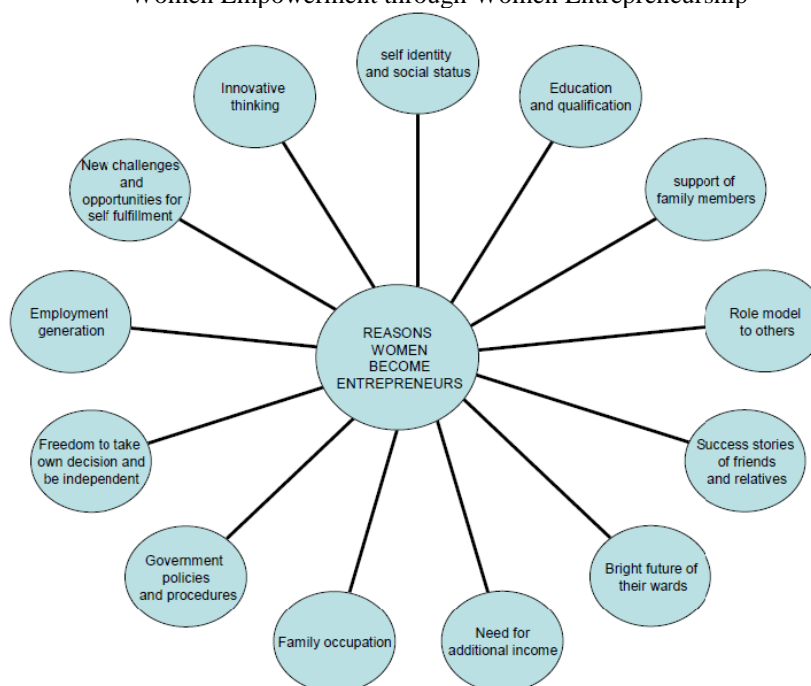 Women Empowerment through Women Entrepreneurship
self identity
and social status
Education
and qualification
support of
family members
Role model
to others
Success stories
of friends
and relatives
Bright future of
their wards
Need for
additional income
Family occupation
Government
policies
and procedures
Freedom to take
own decision and
be independent
Employment
generation
New challenges
and
opportunities for
self fulfillment
Innovative
thinking
REASONS
WOMEN
BECOME
ENTREPRENEURS